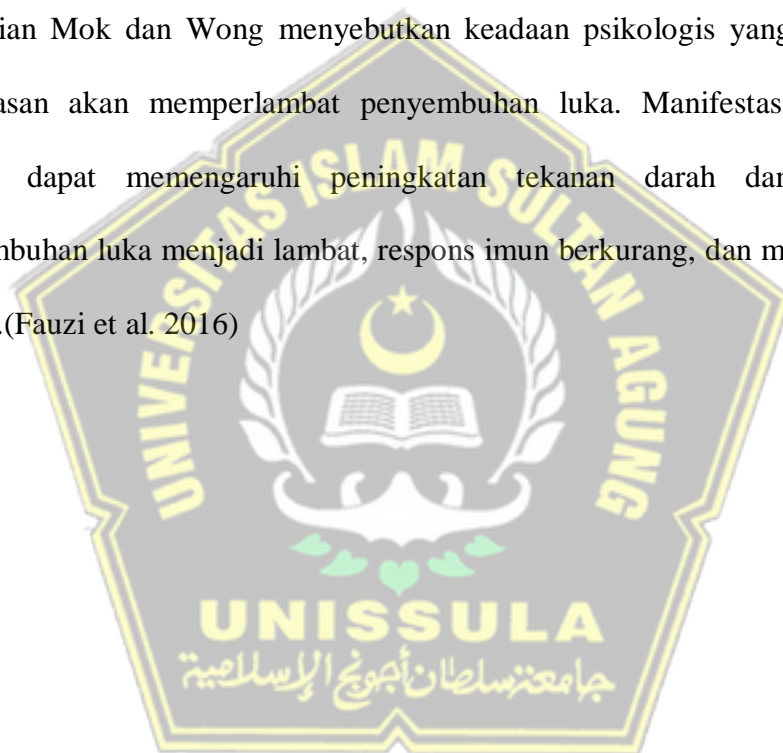 ian Mok dan Wong menyebutkan keadaan psikologis yang
asan akan memperlambat penyembuhan luka. Manifestas
dapat memengaruhi peningkatan tekanan darah dan
mbuhan luka menjadi lambat, respons imun berkurang, dan m
.(Fauzi et al. 2016)
UNIVERSITAS ISLAM SULTAN AGUNG
UNISSULA
جامعة سلطان أجونج الإسلامية